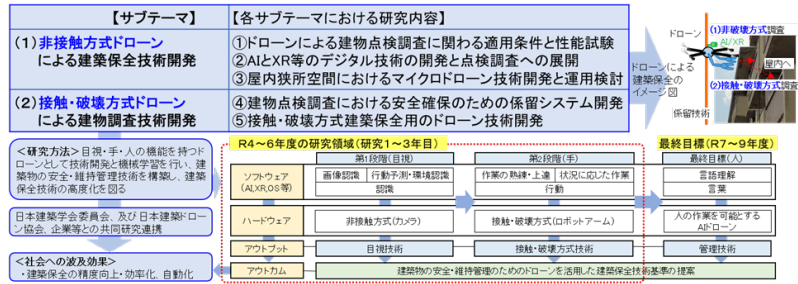 【サブテーマ】
【各サブテーマにおける研究内容】
（１）非接触方式ドローン
による建築保全技術開発
①ドローンによる建物点検調査に関わる適用条件と性能試験
②AIとXR等のデジタル技術の開発と点検調査への展開
③屋内狭所空間におけるマイクロドローン技術開発と運用検討
（２）接触・破壊方式ドローン
による建物調査技術開発
④建物点検調査における安全確保のための係留システム開発
⑤接触・破壊方式建築保全用のドローン技術開発
ドローン
(1)非破壊方式調査
AI/XR
屋内へ
ドローンによる
建築保全の
イメージ図
(2)接触・破壊方式調査
係留技術
＜研究方法＞目視・手・人の機能を持つ
ドローンとして技術開発と機械学習を行い、建
築物の安全・維持管理技術を構築し、建築
保全技術の高度化を図る
日本建築学会委員会、及び日本建築ドロー
ン協会、企業等との共同研究連携
＜社会への波及効果＞
・建築保全の精度向上・効率化、自動化
R４～６年度の研究領域（研究１～３年目）
最終目標（R７～９年度）
第1段階（目視）
第2段階（手）
最終目標（人）
ソフトウェア
(AI,XR,OS等)
画像認識
行動予測・環境認識
作業の熟練・上達
状況に応じた作業
言語理解
認識
行動
言葉
ハードウェア
非接触方式（カメラ）
接触・破壊方式（ロボットアーム）
人の作業を可能とする
AIドローン
アウトプット
目視技術
接触・破壊方式技術
管理技術
アウトカム
建築物の安全・維持管理のためのドローンを活用した建築保全技術基準の提案